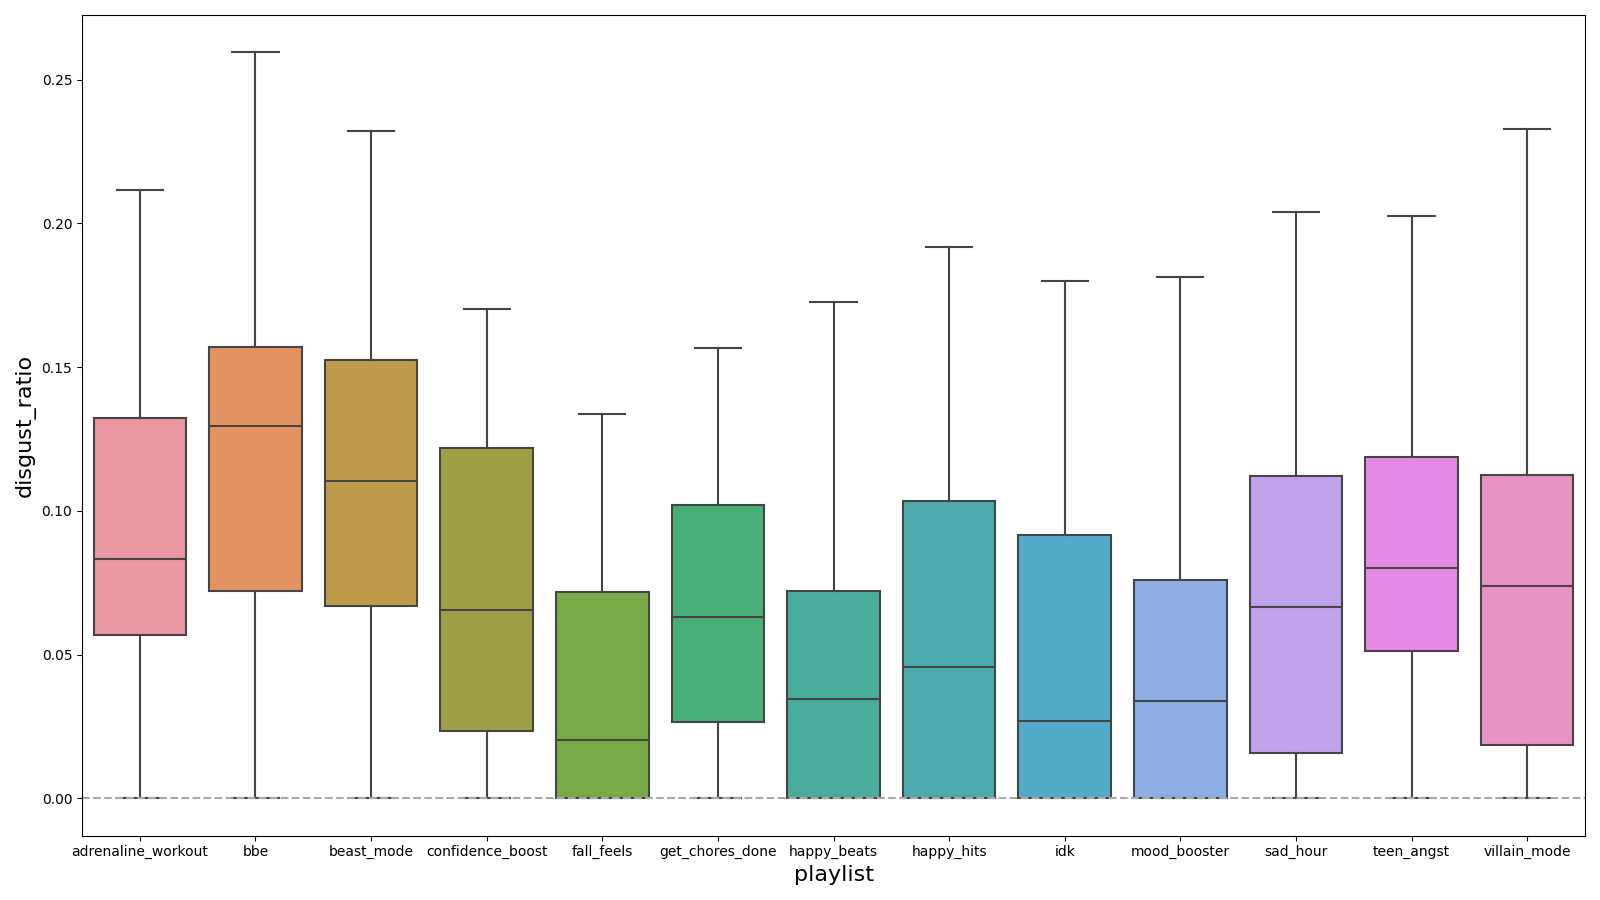 disgust_ratio
0.25
0.20
0.15
0.10
0.05
0.00
adrenaline_workout bbe beast_mode confidence_boost fall_feels get_chores_done happy_beats happy_hits idk mood_booster sad_hour teen_angst villain_mode
playlist